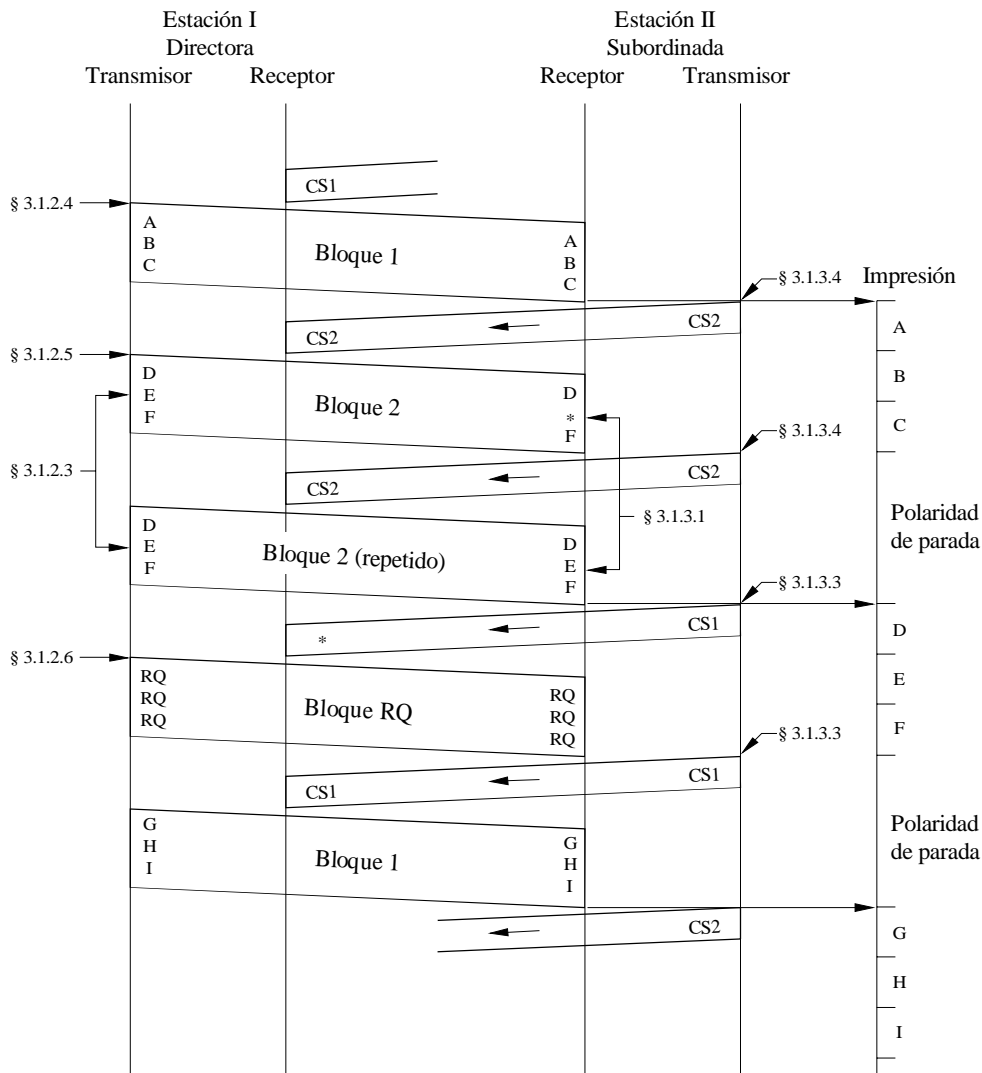 Estación I
Directora
Estación II
Subordinada
Transmisor
Receptor
Receptor
Transmisor
CS1
§ 3.1.2.4
A
B
C
Bloque 1
A
B
C
§ 3.1.3.4
Impresión
CS2
CS2
A
§ 3.1.2.5
D
E
F
Bloque 2
D
*
F
B
C
§ 3.1.3.4
§ 3.1.2.3
CS2
CS2
§ 3.1.3.1
Polaridad
de parada
D
E
F
Bloque 2 (repetido)
D
E
F
§ 3.1.3.3
*
CS1
D
§ 3.1.2.6
RQ
RQ
RQ
Bloque RQ
RQ
RQ
RQ
E
F
§ 3.1.3.3
CS1
CS1
G
H
I
Bloque 1
G
H
I
Polaridad
de parada
CS2
G
H
I